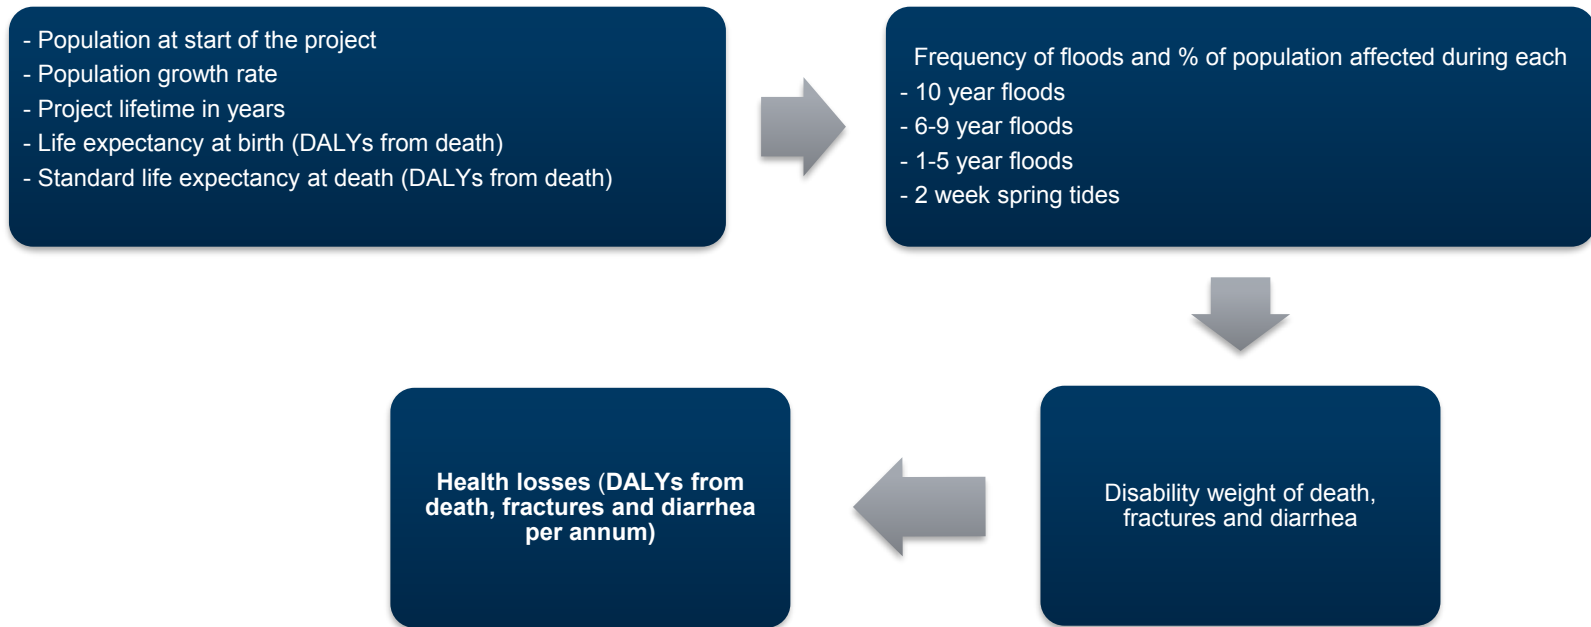 - Population at start of the project
- Population growth rate
- Project lifetime in years
- Life expectancy at birth (DALYs from death)
- Standard life expectancy at death (DALYs from death)
Frequency of floods and % of population affected during each
- 10 year floods
- 6-9 year floods
- 1-5 year floods
- 2 week spring tides
Disability weight of death,
fractures and diarrhea
Health losses (DALYs from
death, fractures and diarrhea
per annum)